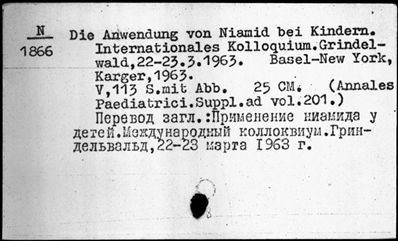 N
1866
Die Anwendung von Niamid bei Kindern.
Internationales Kolloquium.Grindel-
wald,22-23.3.1963. Basel-New York,
Karger,1963.
V,113 S.mit Abb. 25 CM. (Annales
Paediatrici.Suppl.ad vol.201.)
Перевод загл.:Применение ниамида у
детей.Международный коллоквиум.Грин-
дельвальд,22-23 марта 1963 г.